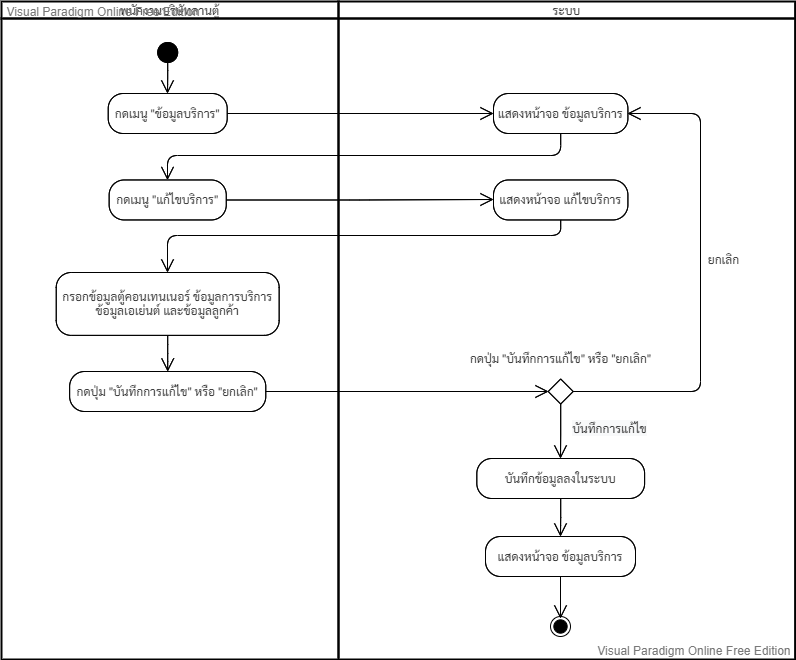 Visual Paradigm Online Free Edition
พนักงานบริษัทลานตู้
ระบบ
กดเมนู "ข้อมูลบริการ"
แสดงหน้าจอ ข้อมูลบริการ
กดเมนู "แก้ไขบริการ"
แสดงหน้าจอ แก้ไขบริการ
ยกเลิก
กรอกข้อมูลตู้คอนเทนเนอร์ ข้อมูลการบริการ
ข้อมูลเอเย่นต์ และข้อมูลลูกค้า
กดปุ่ม "บันทึกการแก้ไข" หรือ "ยกเลิก"
กดปุ่ม "บันทึกการแก้ไข" หรือ "ยกเลิก"
บันทึกการแก้ไข
บันทึกข้อมูลลงในระบบ
แสดงหน้าจอ ข้อมูลบริการ
Visual Paradigm Online Free Edition